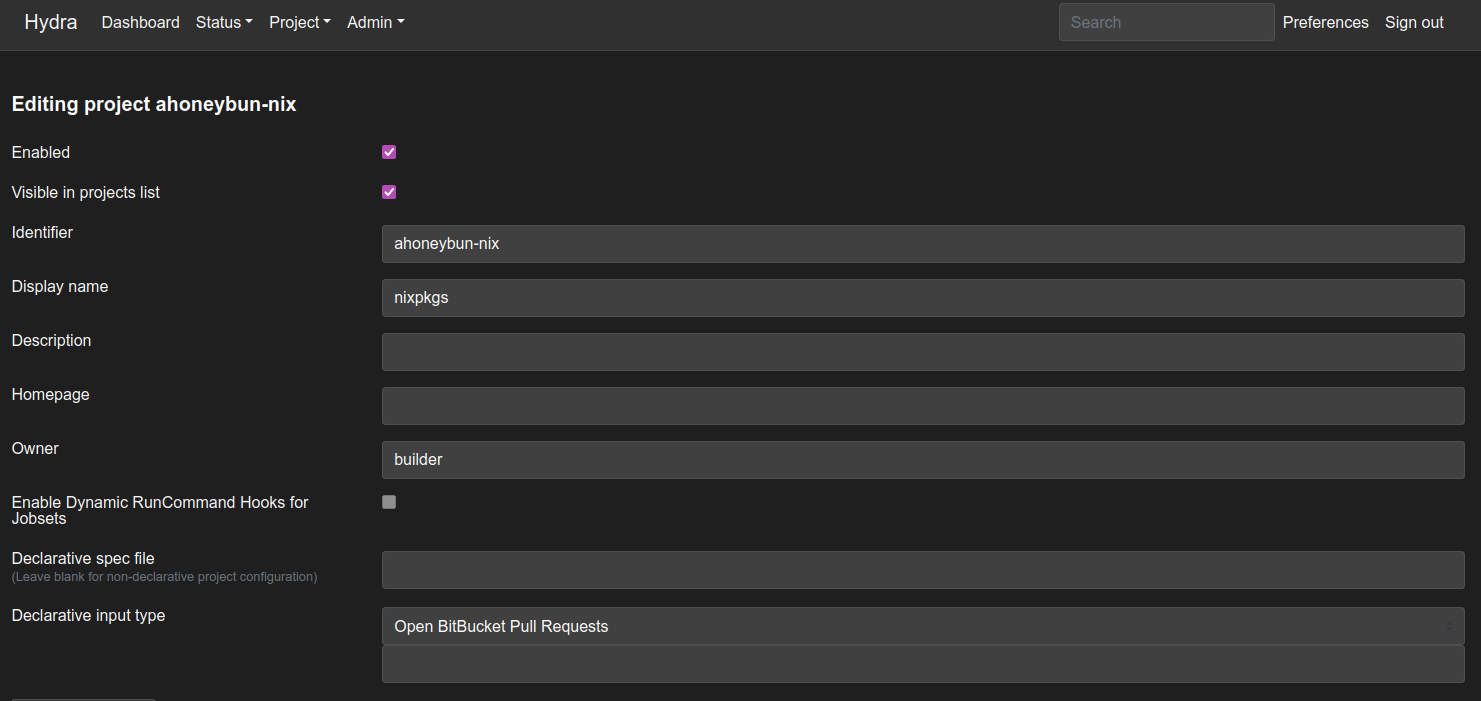 Hydra Dashboard Status Project Admin Search Preferences Sign out
Editing project ahoneybun-nix
Enabled
Visible in projects list
Identifier ahoneybun-nix
Display name nixpkgs
Description
Homepage
Owner builder
Enable Dynamic RunCommand Hooks for
Jobsets
Declarative spec file
(Leave blank for non-declarative project configuration)
Declarative input type Open BitBucket Pull Requests